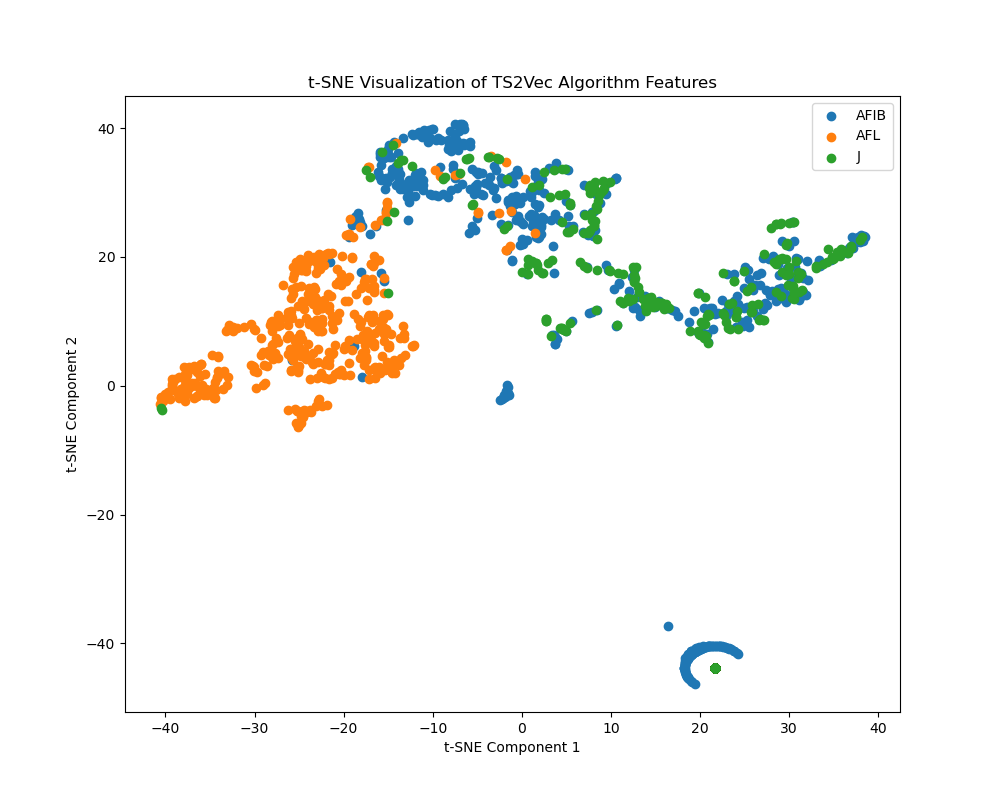 t-SNE Visualization of TS2Vec Algorithm Features
AFIB
AFL
J
40
20
0
−20
−40
t-SNE Component 2
−40 −30 −20 −10 0 10 20 30 40
t-SNE Component 1